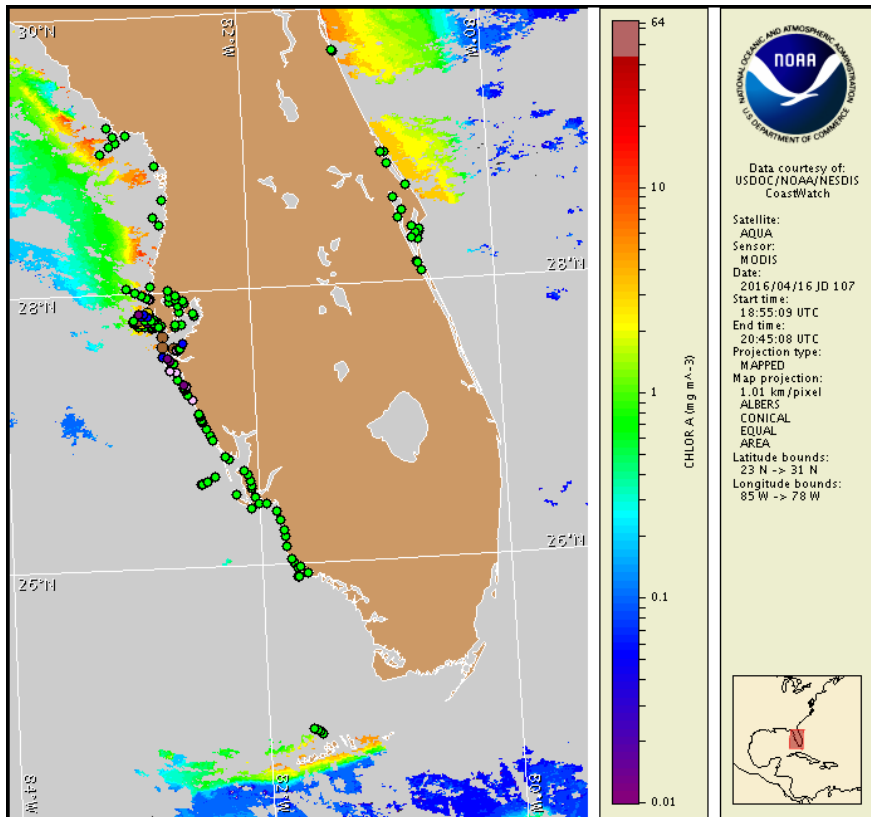 30°N
82°W
80°W
30°N
28°N
28°N
26°N
26°N
84°W
82°W
80°W
64
10
1
0.1
0.01
CHLOR A (mg m^-3)
NATIONAL OCEANIC AND ATMOSPHERIC ADMINISTRATION
NOAA
U.S. DEPARTMENT OF COMMERCE
Data courtesy of:
USDOC/NOAA/NESDIS
CoastWatch
Satellite:
AQUA
Sensor:
MODIS
Date:
2016/04/16 JD 107
Start time:
18:55:09 UTC
End time:
20:45:08 UTC
Projection type:
MAPPED
Map projection:
1.01 km/pixel
ALBERS
CONICAL
EQUAL
AREA
Latitude bounds:
23 N -> 31 N
Longitude bounds:
85 W -> 78 W